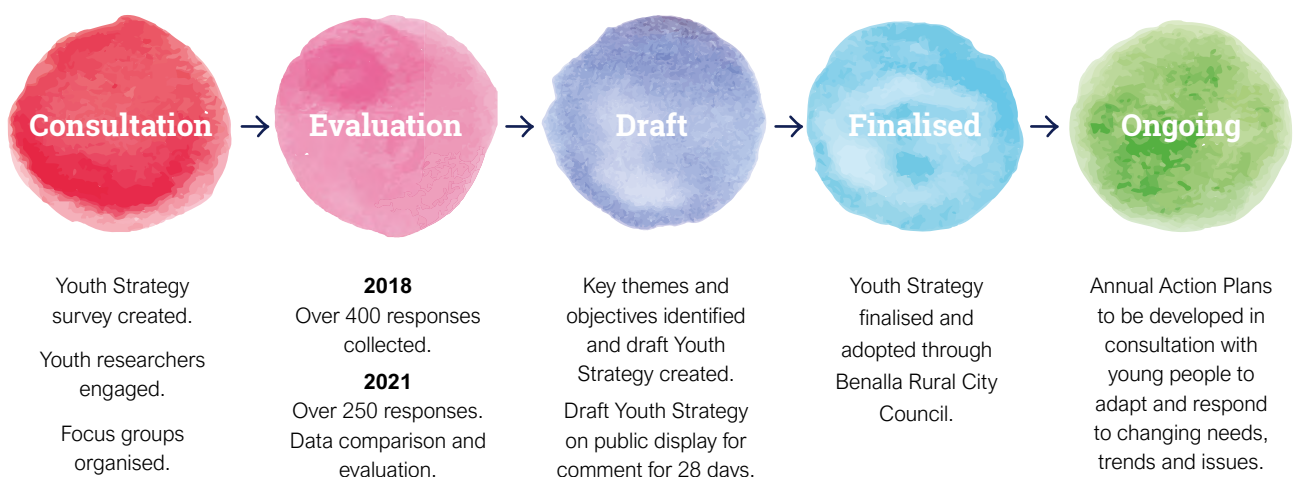 Consultation
Evaluation
Draft
Finalised
Ongoing
Youth Strategy
survey created.
Youth researchers
engaged.
Focus groups
organised.
2018
Over 400 responses
collected.
2021
Over 250 responses.
Data comparison and
evaluation.
Key themes and
objectives identified
and draft Youth
Strategy created.
Draft Youth Strategy
on public display for
comment for 28 days.
Youth Strategy
finalised and
adopted through
Benalla Rural City
Council.
Annual Action Plans
to be developed in
consultation with
young people to
adapt and respond
to changing needs,
trends and issues.